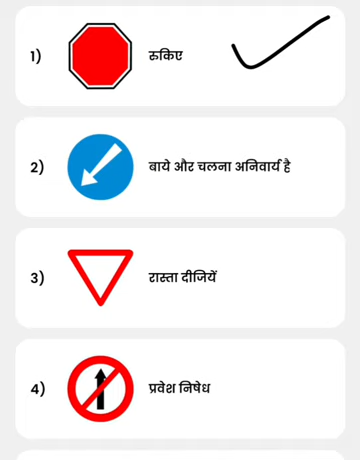 1) रुकिए
2) बाये और चलना अनिवार्य है
3) रास्ता दीजियें
4) प्रवेश निषेध